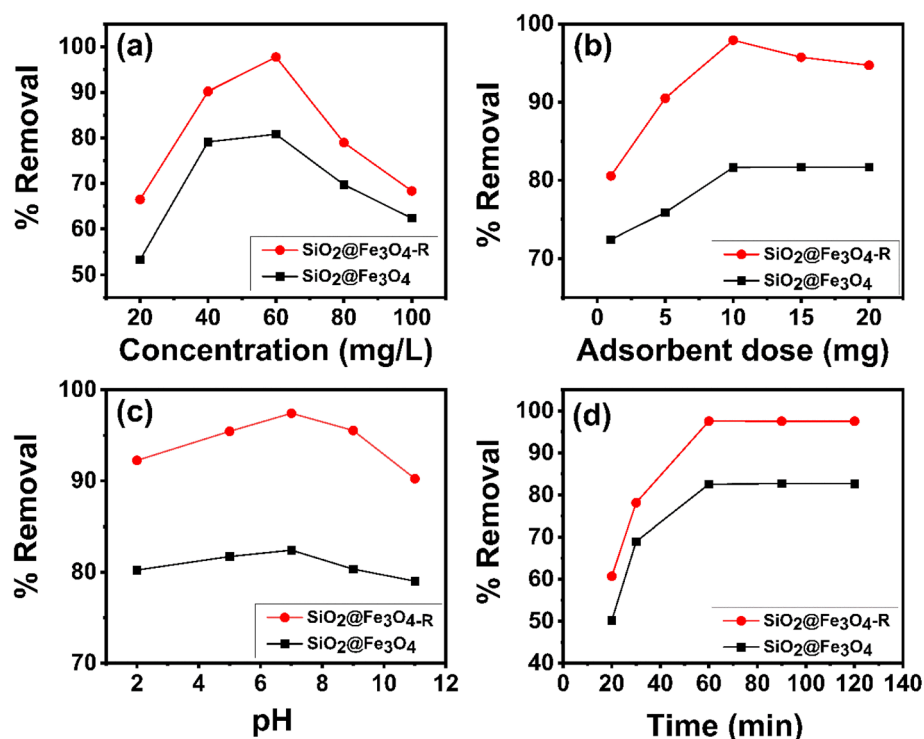 (a)
% Removal
100
90
80
70
60
50
SiO2@Fe3O4-R
SiO2@Fe3O4
20 40 60 80 100
Concentration (mg/L)
(b)
% Removal
100
90
80
70
SiO2@Fe3O4-R
SiO2@Fe3O4
0 5 10 15 20
Adsorbent dose (mg)
(c)
% Removal
100
90
80
70
SiO2@Fe3O4-R
SiO2@Fe3O4
2 4 6 8 10 12
pH
(d)
% Removal
100
90
80
70
60
50
40
SiO2@Fe3O4-R
SiO2@Fe3O4
0 20 40 60 80 100 120 140
Time (min)